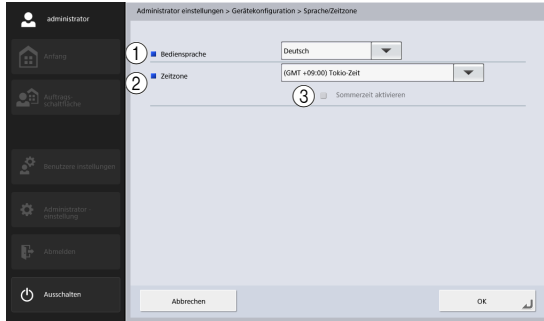 administrator
Administrator einstellungen > Gerätekonfiguration > Sprache/Zeitzone
Anfang
Auftrags-
schaltfläche
Benutzere instellungen
Administrator-
einstellung
Abmelden
Ausschalten
1 Bediensprache Deutsch
2 Zeitzone (GMT +09:00) Tokio-Zeit
3 Sommerzeit aktivieren
Abbrechen
OK